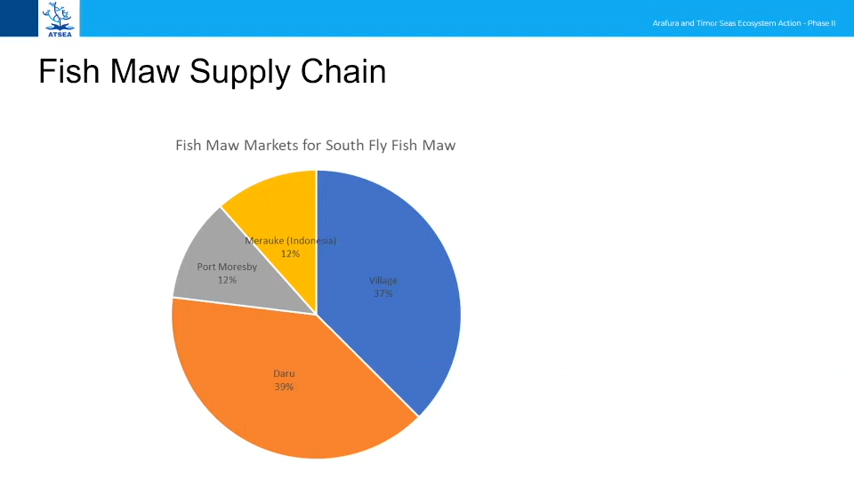 Arafura and Timor Seas Ecosystem Action - Phase II
ATSEA
Fish Maw Supply Chain
Fish Maw Markets for South Fly Fish Maw
Merauke (Indonesia)
12%
Port Moresby
12%
Village
37%
Daru
39%